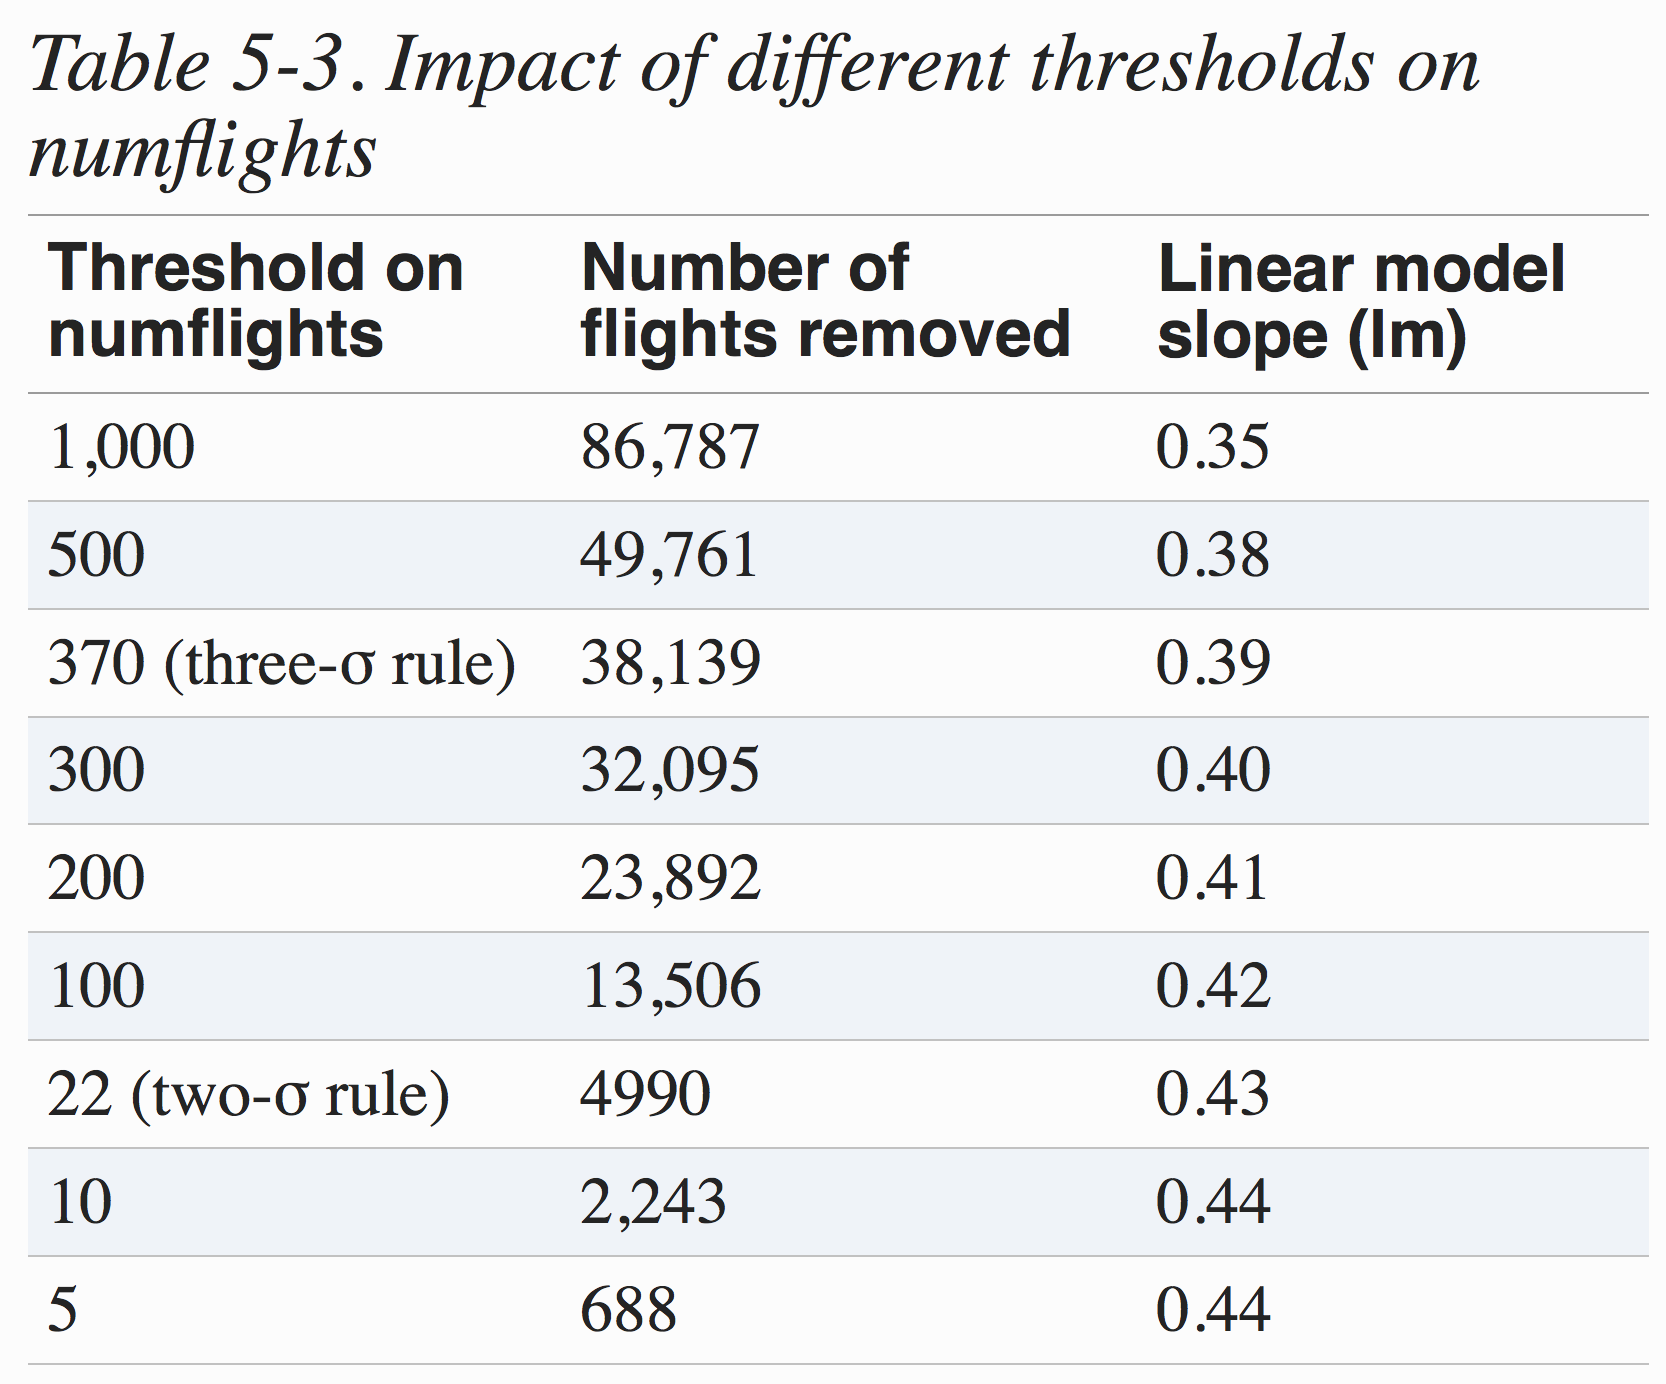 Table 5-3. Impact of different thresholds on
numflights
Threshold on numflights Number of flights removed Linear model slope (lm)
1,000 86,787 0.35
500 49,761 0.38
370 (three-σ rule) 38,139 0.39
300 32,095 0.40
200 23,892 0.41
100 13,506 0.42
22 (two-σ rule) 4990 0.43
10 2,243 0.44
5 688 0.44